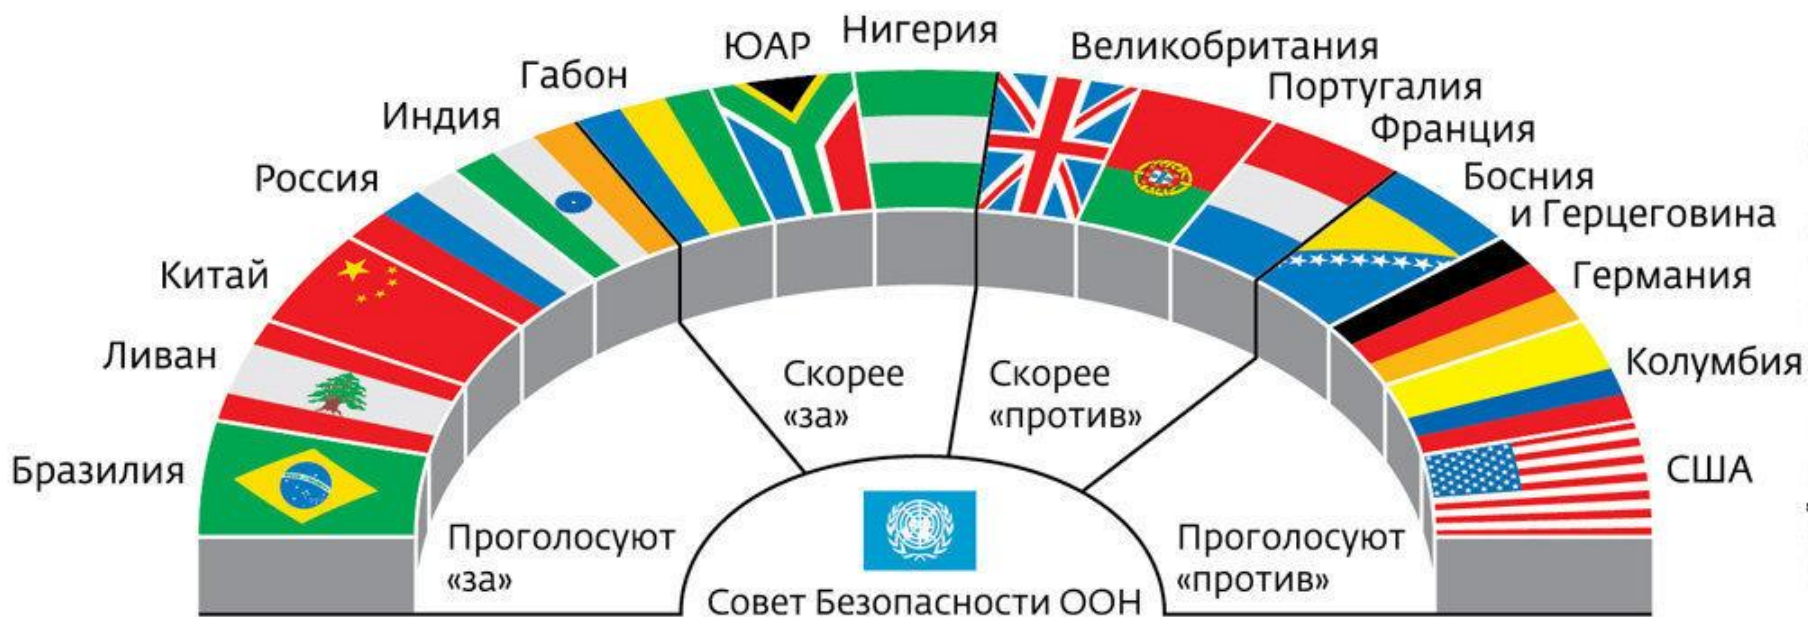 Бразилия
Ливан
Китай
Россия
Индия
Габон
ЮАР
Нигерия
Великобритания
Португалия
Франция
Босния
и Герцеговина
Германия
Колумбия
США
Проголосуют
«за»
Скорее
«за»
Скорее
«против»
Проголосуют
«против»
Совет Безопасности ООН